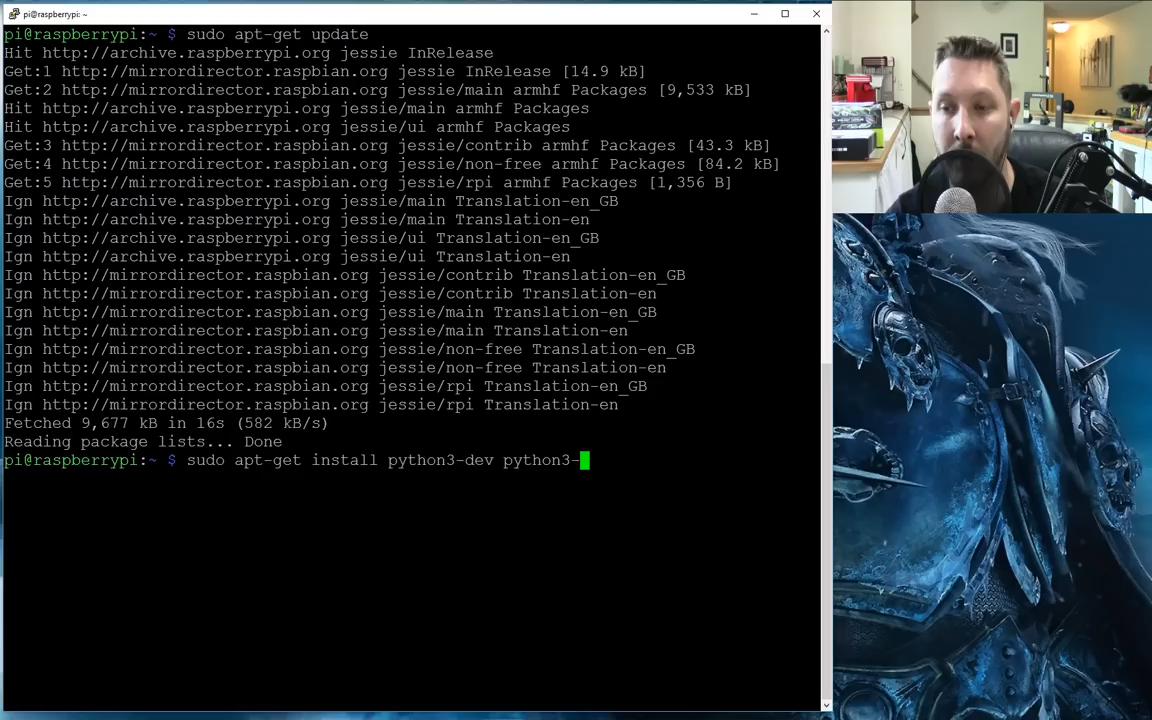 pi@raspberrypi: ~
pi@raspberrypi:~ $ sudo apt-get update
Hit http://archive.raspberrypi.org jessie InRelease
Get:1 http://mirrordirector.raspbian.org jessie InRelease [14.9 kB]
Get:2 http://mirrordirector.raspbian.org jessie/main armhf Packages [9,533 kB]
Hit http://archive.raspberrypi.org jessie/main armhf Packages
Hit http://archive.raspberrypi.org jessie/ui armhf Packages
Get:3 http://mirrordirector.raspbian.org jessie/contrib armhf Packages [43.3 kB]
Get:4 http://mirrordirector.raspbian.org jessie/non-free armhf Packages [84.2 kB]
Get:5 http://mirrordirector.raspbian.org jessie/rpi armhf Packages [1,356 B]
Ign http://archive.raspberrypi.org jessie/main Translation-en_GB
Ign http://archive.raspberrypi.org jessie/main Translation-en
Ign http://archive.raspberrypi.org jessie/ui Translation-en_GB
Ign http://archive.raspberrypi.org jessie/ui Translation-en
Ign http://mirrordirector.raspbian.org jessie/contrib Translation-en_GB
Ign http://mirrordirector.raspbian.org jessie/contrib Translation-en
Ign http://mirrordirector.raspbian.org jessie/main Translation-en_GB
Ign http://mirrordirector.raspbian.org jessie/main Translation-en
Ign http://mirrordirector.raspbian.org jessie/non-free Translation-en_GB
Ign http://mirrordirector.raspbian.org jessie/non-free Translation-en
Ign http://mirrordirector.raspbian.org jessie/rpi Translation-en_GB
Ign http://mirrordirector.raspbian.org jessie/rpi Translation-en
Fetched 9,677 kB in 16s (582 kB/s)
Reading package lists... Done
pi@raspberrypi:~ $ sudo apt-get install python3-dev python3-